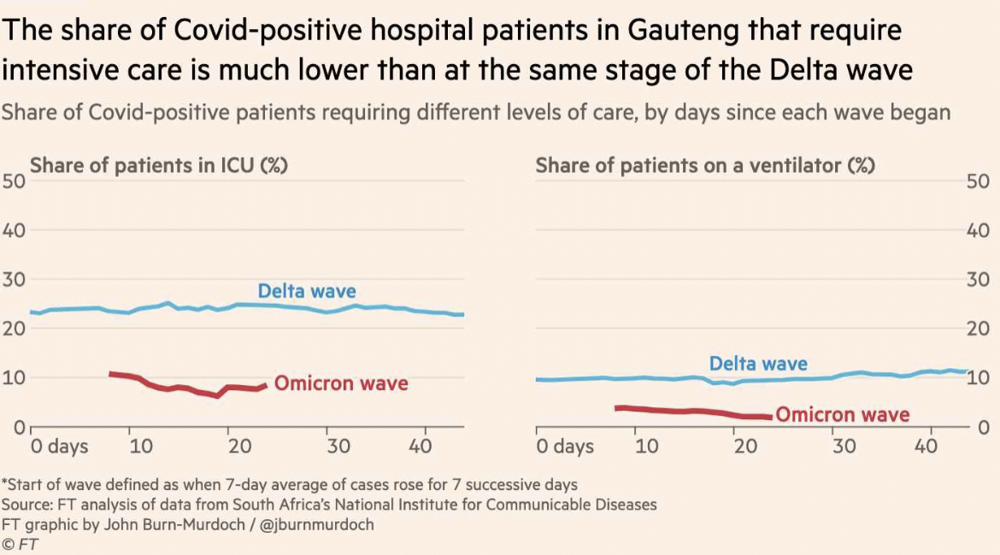 The share of Covid-positive hospital patients in Gauteng that require
intensive care is much lower than at the same stage of the Delta wave
Share of Covid-positive patients requiring different levels of care, by days since each wave began
Share of patients in ICU (%)
50
40
30
20
10
0
Delta wave
Omicron wave
0 days 10 20 30 40
Share of patients on a ventilator (%)
50
40
30
20
10
0
Delta wave
Omicron wave
0 days 10 20 30 40
*Start of wave defined as when 7-day average of cases rose for 7 successive days
Source: FT analysis of data from South Africa's National Institute for Communicable Diseases
FT graphic by John Burn-Murdoch / @jburnmurdoch
© FT